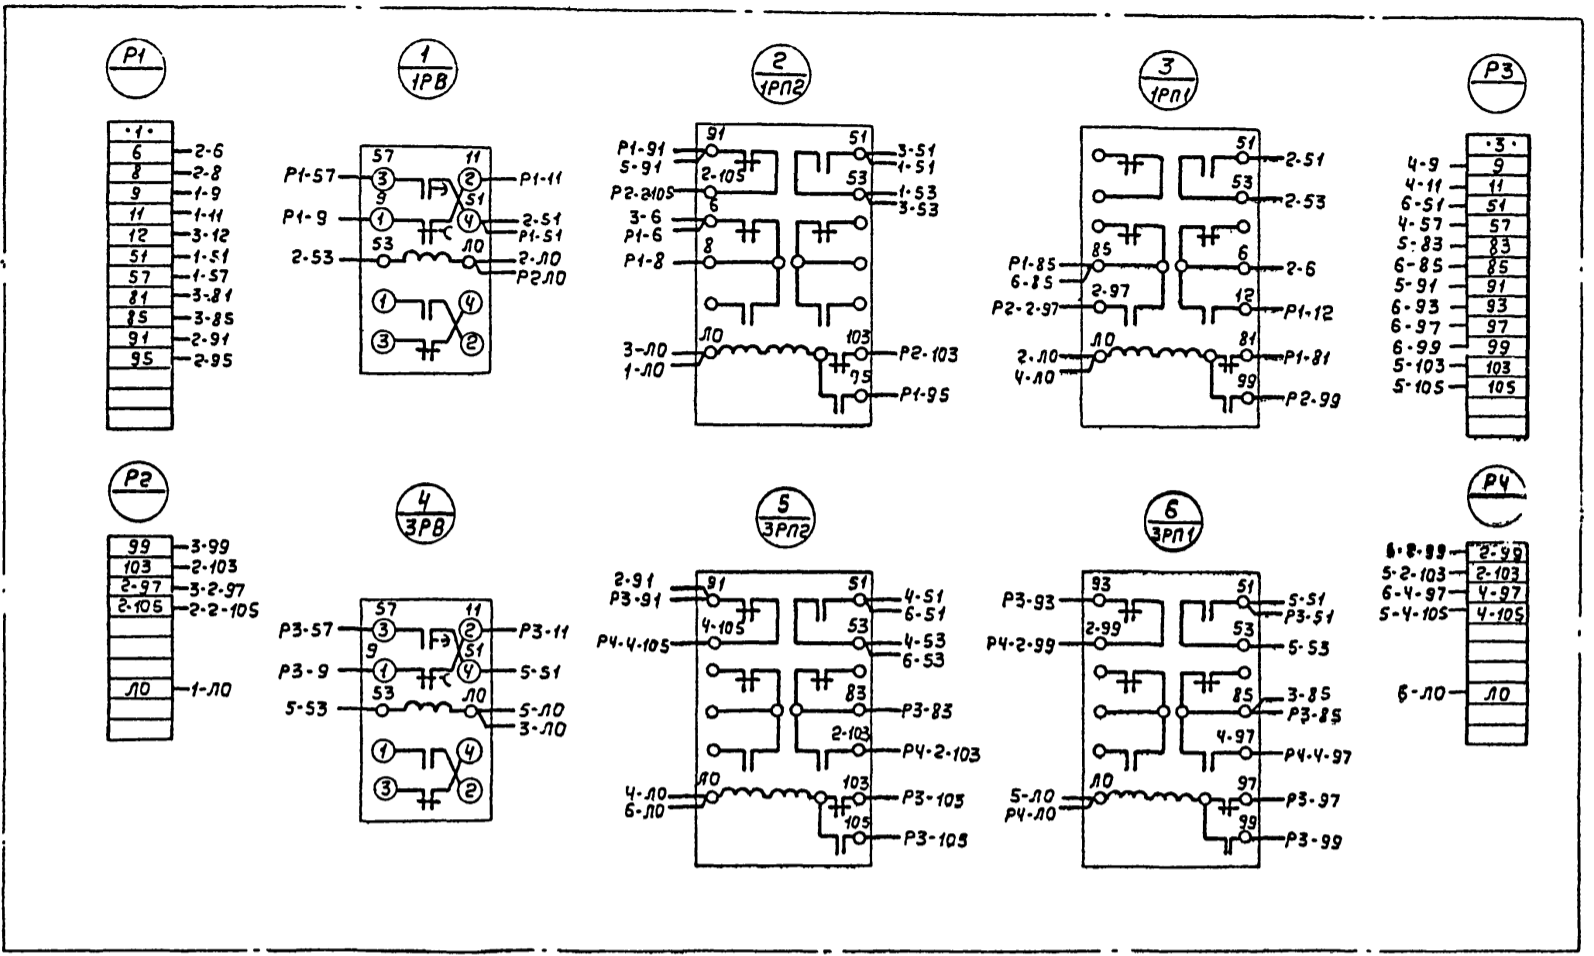 Р1
·1·
6 2-6
8 2-8
9 1-9
11 1-11
12 3-12
51 1-51
57 1-57
81 3-81
85 3-85
91 2-91
95 2-95
1
1РВ
57 11
Р1-57 3 2 Р1-11
9 51
Р1-9 1 4 2-51
Р1-51
53 ЛО
2-53 2-ЛО
Р2ЛО
1 4
3 2
2
1РП2
91 51
Р1-91 3-51
5-91 1-51
2-105 53
Р2-2105 1-53
3-53
6
3-6
Р1-6
8
Р1-8
ЛО 103
3-ЛО Р2-103
1-ЛО
75
Р1-95
3
1РП1
51
2-51
53
2-53
85 6
Р1-85 2-6
6-85
2-97 12
Р2-2-97 Р1-12
ЛО 81
2-ЛО Р1-81
4-ЛО
99
Р2-99
Р3
·3·
4-9 9
4-11 11
6-51 51
4-57 57
5-83 83
6-85 85
5-91 91
6-93 93
6-97 97
6-99 99
5-103 103
5-105 105
Р2
99 3-99
103 2-103
2-97 3-2-97
2-105 2-2-105
ЛО 1-ЛО
4
3РВ
57 11
Р3-57 3 2 Р3-11
9 51
Р3-9 1 4 5-51
53 ЛО
5-53 5-ЛО
3-ЛО
1 4
3 2
5
3РП2
2-91 91 51
Р3-91 4-51
6-51
4-105 53
Р4-4-105 4-53
6-53
83
Р3-83
2-103
Р4-2-103
ЛО 103
4-ЛО Р3-103
6-ЛО
105
Р3-105
6
3РП1
93 51
Р3-93 5-51
Р3-51
2-99 53
Р4-2-99 5-53
85 3-85
Р3-85
4-97
Р4-4-97
ЛО 97
5-ЛО Р3-97
Р4-ЛО
99
Р3-99
Р4
6-2-99 2-99
5-2-103 2-103
6-4-97 4-97
5-4-105 4-105
6-ЛО ЛО